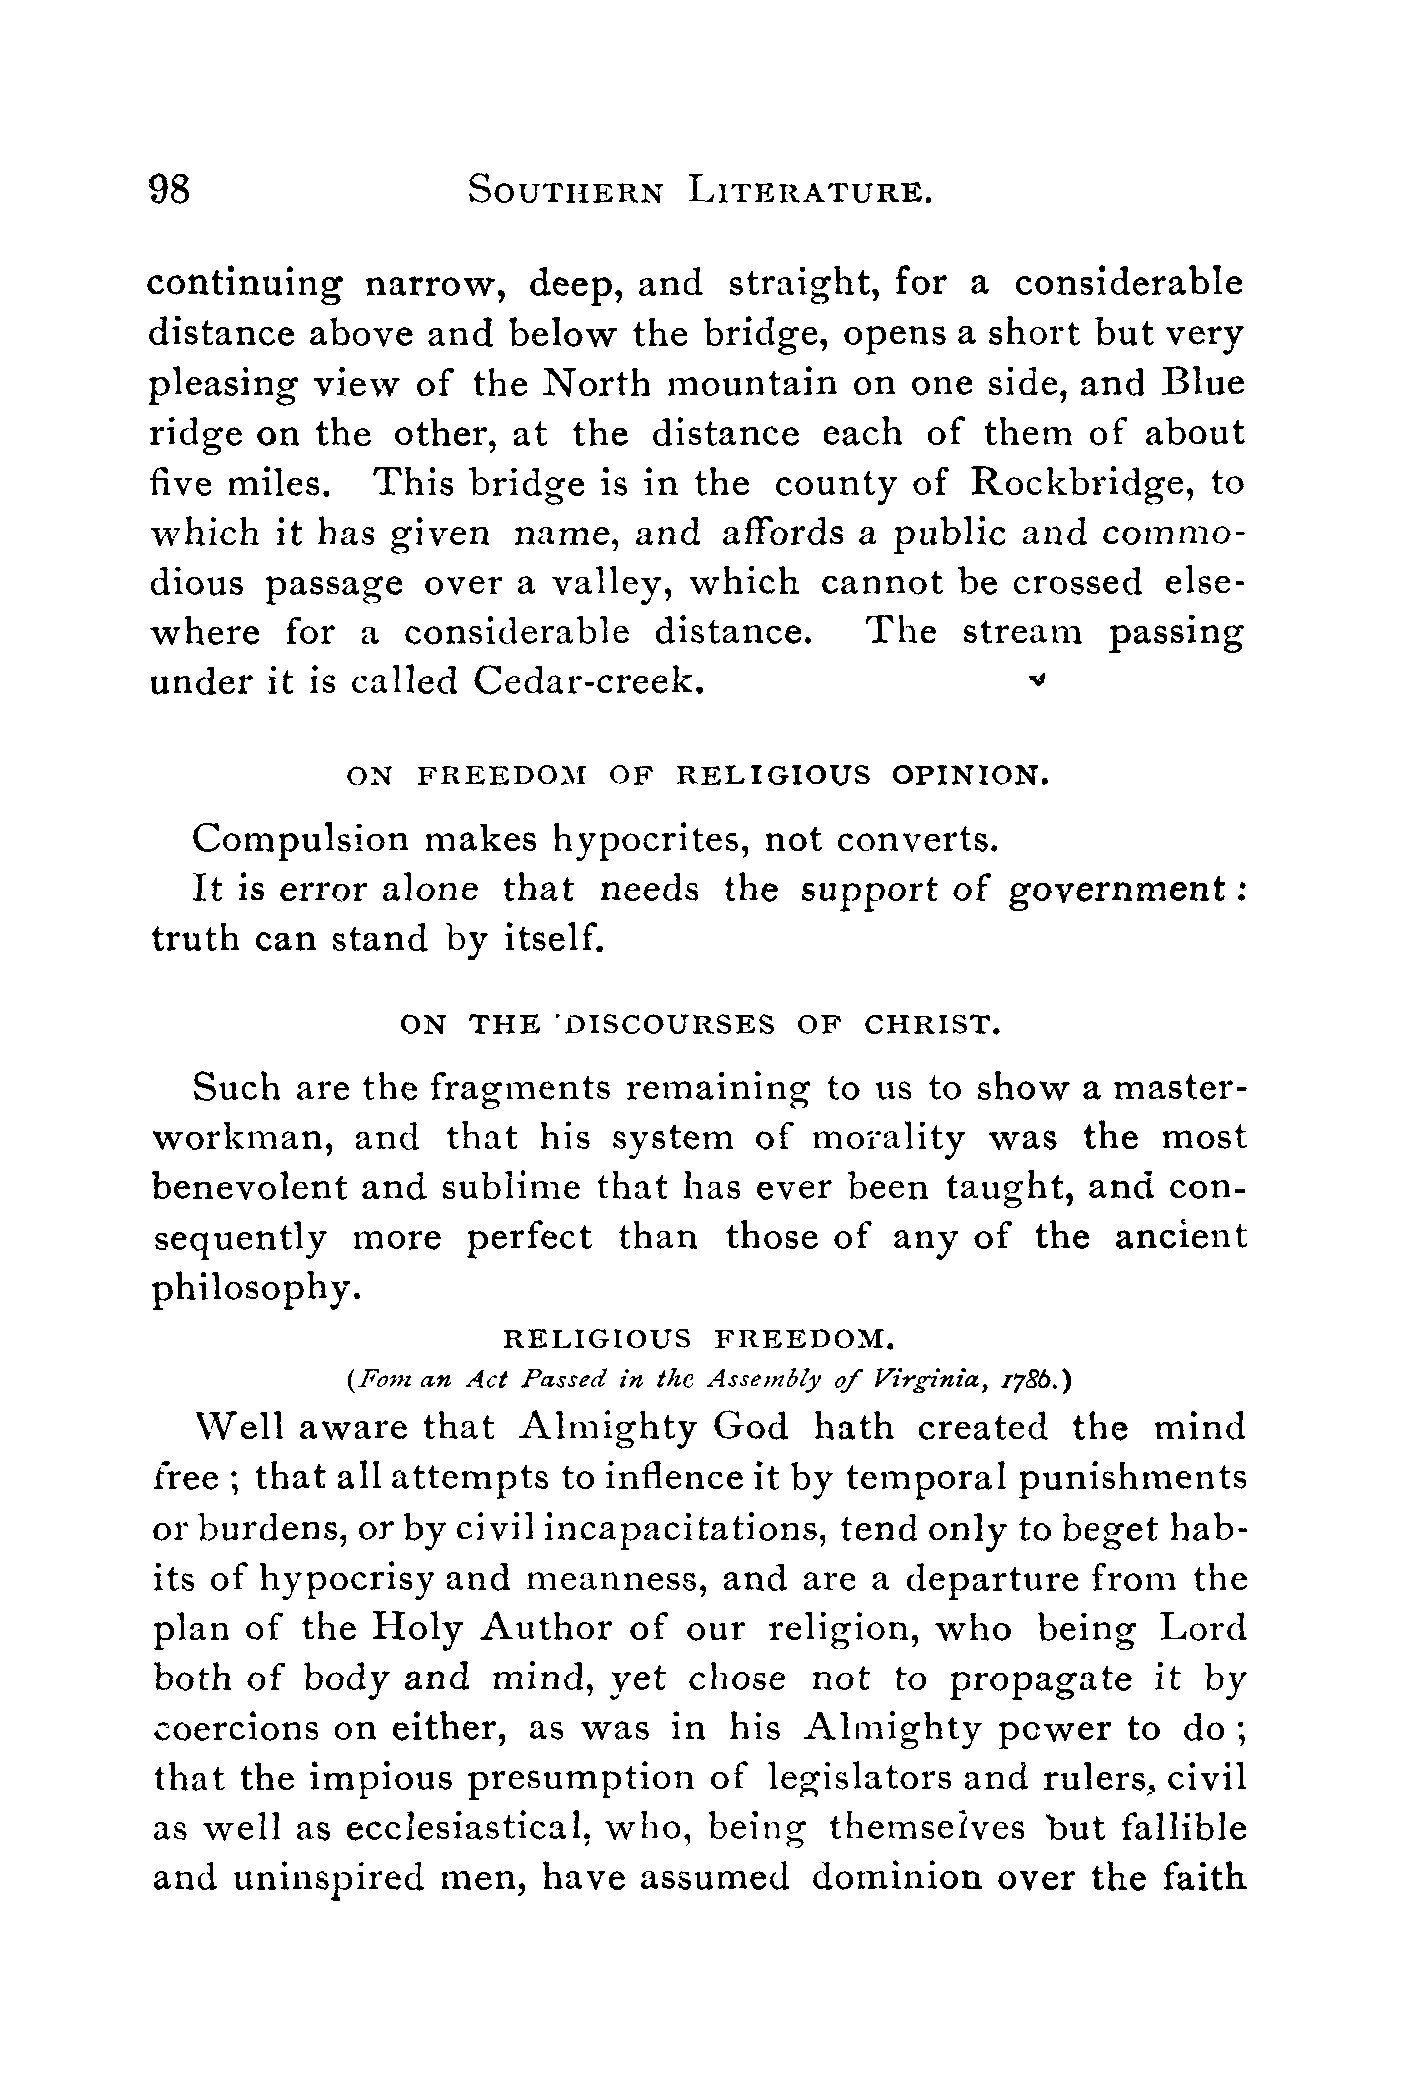 98 SOUTHERN LITERATURE.
continuing narrow, deep, and straight, for a considerable
distance above and below the bridge, opens a short but very
pleasing view of the North mountain on one side, and Blue
ridge on the other, at the distance each of them of about
five miles. This bridge is in the county of Rockbridge, to
which it has given name, and affords a public and commo-
dious passage over a valley, which cannot be crossed else-
where for a considerable distance. The stream passing
under it is called Cedar-creek.
ON FREEDOM OF RELIGIOUS OPINION.
Compulsion makes hypocrites, not converts.
It is error alone that needs the support of government :
truth can stand by itself.
ON THE DISCOURSES OF CHRIST.
Such are the fragments remaining to us to show a master-
workman, and that his system of morality was the most
benevolent and sublime that has ever been taught, and con-
sequently more perfect than those of any of the ancient
philosophy.
RELIGIOUS FREEDOM.
(Fom an Act Passed in the Assembly of Virginia, 1786.)
Well aware that Almighty God hath created the mind
free ; that all attempts to inflence it by temporal punishments
or burdens, or by civil incapacitations, tend only to beget hab-
its of hypocrisy and meanness, and are a departure from the
plan of the Holy Author of our religion, who being Lord
both of body and mind, yet chose not to propagate it by
coercions on either, as was in his Almighty power to do ;
that the impious presumption of legislators and rulers, civil
as well as ecclesiastical, who, being themselves but fallible
and uninspired men, have assumed dominion over the faith